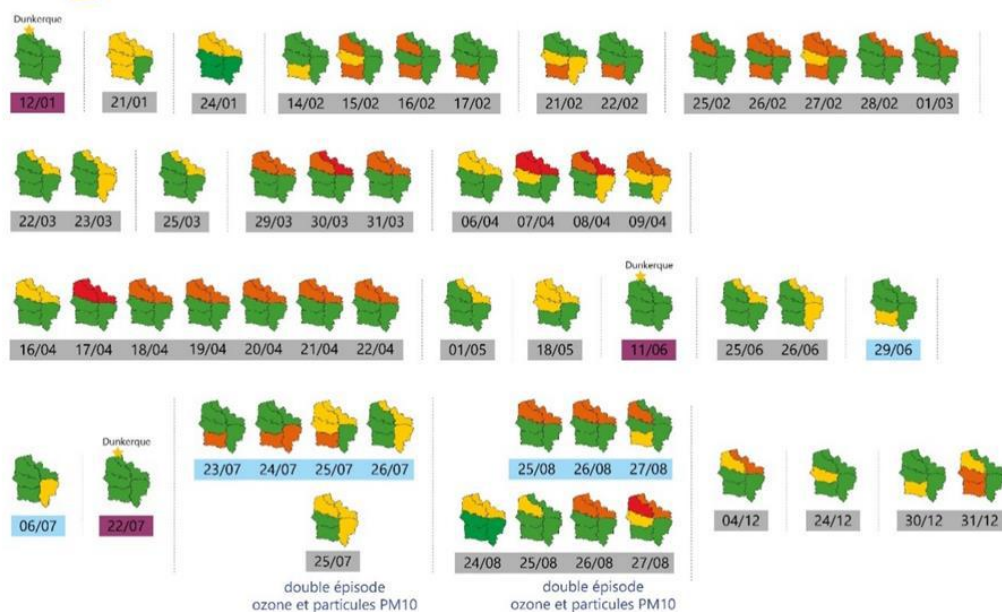 Dunkerque
12/01
21/01
24/01
14/02 15/02 16/02 17/02
21/02 22/02
25/02 26/02 27/02 28/02 01/03
22/03 23/03
25/03
29/03 30/03 31/03
06/04 07/04 08/04 09/04
Dunkerque
16/04 17/04 18/04 19/04 20/04 21/04 22/04
01/05
18/05
11/06
25/06 26/06
29/06
Dunkerque
06/07
22/07
23/07 24/07 25/07 26/07
25/07
double épisode
ozone et particules PM10
25/08 26/08 27/08
24/08 25/08 26/08 27/08
double épisode
ozone et particules PM10
04/12
24/12
30/12 31/12